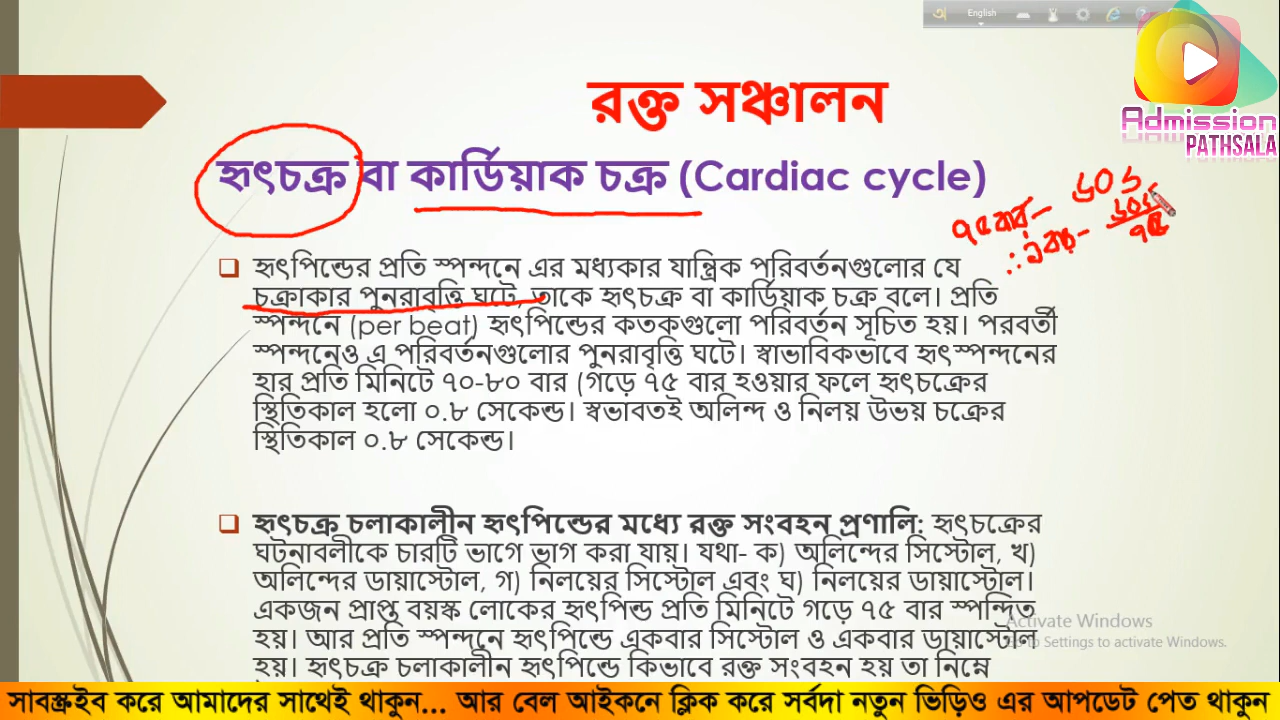 English
Admission
PATHSALA
রক্ত সঞ্চালন
হৃৎচক্র বা কার্ডিয়াক চক্র (Cardiac cycle)
৭৫ বার – ৬০ s
∴ ১ বার –
হৃৎপিন্ডের প্রতি স্পন্দনে এর মধ্যকার যান্ত্রিক পরিবর্তনগুলোর যে
চক্রাকার পুনরাবৃত্তি ঘটে, তাকে হৃৎচক্র বা কার্ডিয়াক চক্র বলে। প্রতি
স্পন্দনে (per beat) হৃৎপিন্ডের কতকগুলো পরিবর্তন সূচিত হয়। পরবর্তী
স্পন্দনেও এ পরিবর্তনগুলোর পুনরাবৃত্তি ঘটে। স্বাভাবিকভাবে হৃৎস্পন্দনের
হার প্রতি মিনিটে ৭০-৮০ বার (গড়ে ৭৫ বার হওয়ার ফলে হৃৎচক্রের
স্থিতিকাল হলো ০.৮ সেকেন্ড। স্বভাবতই অলিন্দ ও নিলয় উভয় চক্রের
স্থিতিকাল ০.৮ সেকেন্ড।
হৃৎচক্র চলাকালীন হৃৎপিন্ডের মধ্যে রক্ত সংবহন প্রণালি: হৃৎচক্রের
ঘটনাবলীকে চারটি ভাগে ভাগ করা যায়। যথা- ক) অলিন্দের সিস্টোল, খ)
অলিন্দের ডায়াস্টোল, গ) নিলয়ের সিস্টোল এবং ঘ) নিলয়ের ডায়াস্টোল।
একজন প্রাপ্ত বয়স্ক লোকের হৃৎপিন্ড প্রতি মিনিটে গড়ে ৭৫ বার স্পন্দিত
হয়। আর প্রতি স্পন্দনে হৃৎপিন্ডে একবার সিস্টোল ও একবার ডায়াস্টোল
হয়। হৃৎচক্র চলাকালীন হৃৎপিন্ডে কিভাবে রক্ত সংবহন হয় তা নিম্নে
Activate Windows
Go to Settings to activate Windows.
সাবস্ক্রইব করে আমাদের সাথেই থাকুন... আর বেল আইকনে ক্লিক করে সর্বদা নতুন ভিড়িও এর আপডেট পেত থাকুন